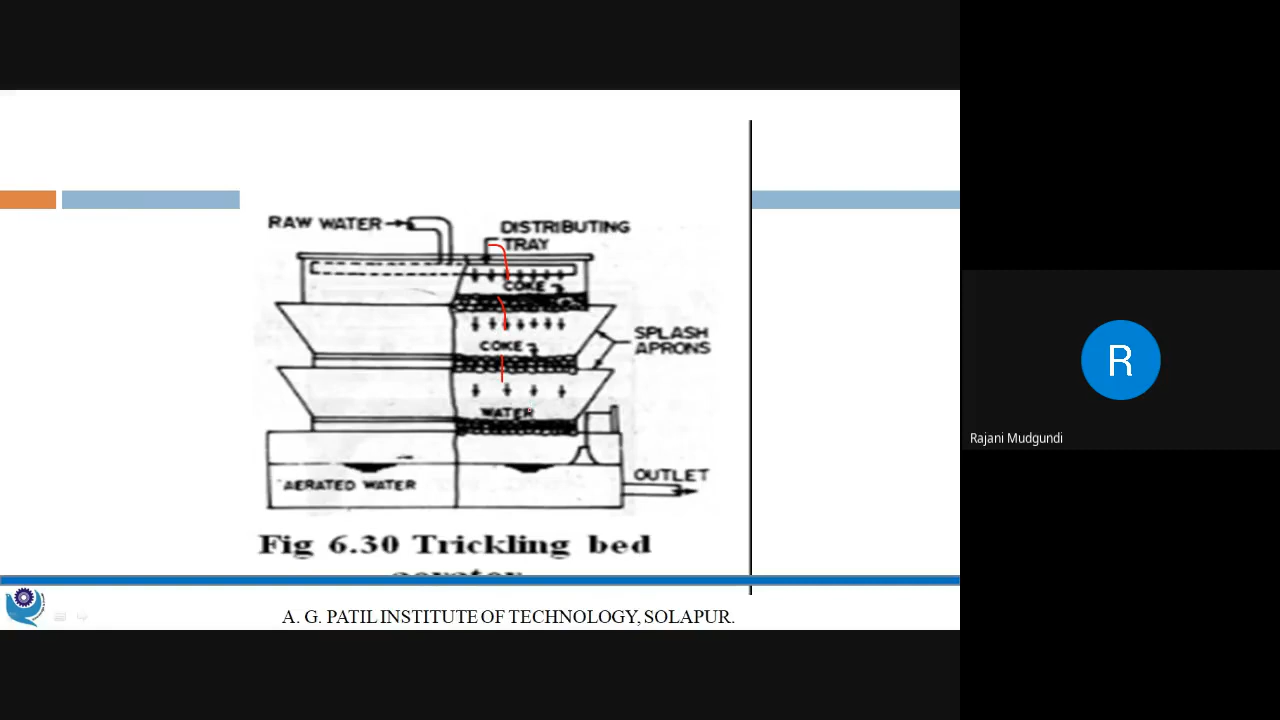 RAW WATER
DISTRIBUTING
TRAY
COKE
COKE
SPLASH
APRONS
WATER
AERATED WATER
OUTLET
Fig 6.30 Trickling bed
aerator
A. G. PATIL INSTITUTE OF TECHNOLOGY, SOLAPUR.
R
Rajani Mudgundi